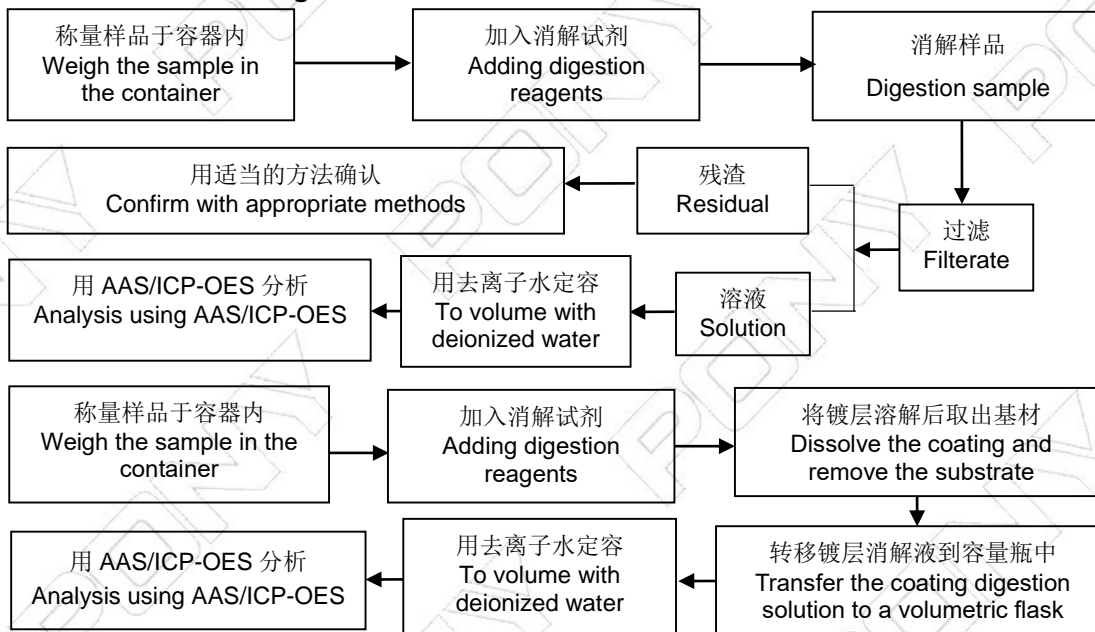 称量样品于容器内
Weigh the sample in
the container
加入消解试剂
Adding digestion
reagents
消解样品
Digestion sample
用适当的方法确认
Confirm with appropriate methods
残渣
Residual
过滤
Filterate
用 AAS/ICP-OES 分析
Analysis using AAS/ICP-OES
用去离子水定容
To volume with
deionized water
溶液
Solution
称量样品于容器内
Weigh the sample in the
container
加入消解试剂
Adding digestion
reagents
将镀层溶解后取出基材
Dissolve the coating and
remove the substrate
用 AAS/ICP-OES 分析
Analysis using AAS/ICP-OES
用去离子水定容
To volume with
deionized water
转移镀层消解液到容量瓶中
Transfer the coating digestion
solution to a volumetric flask
PONY